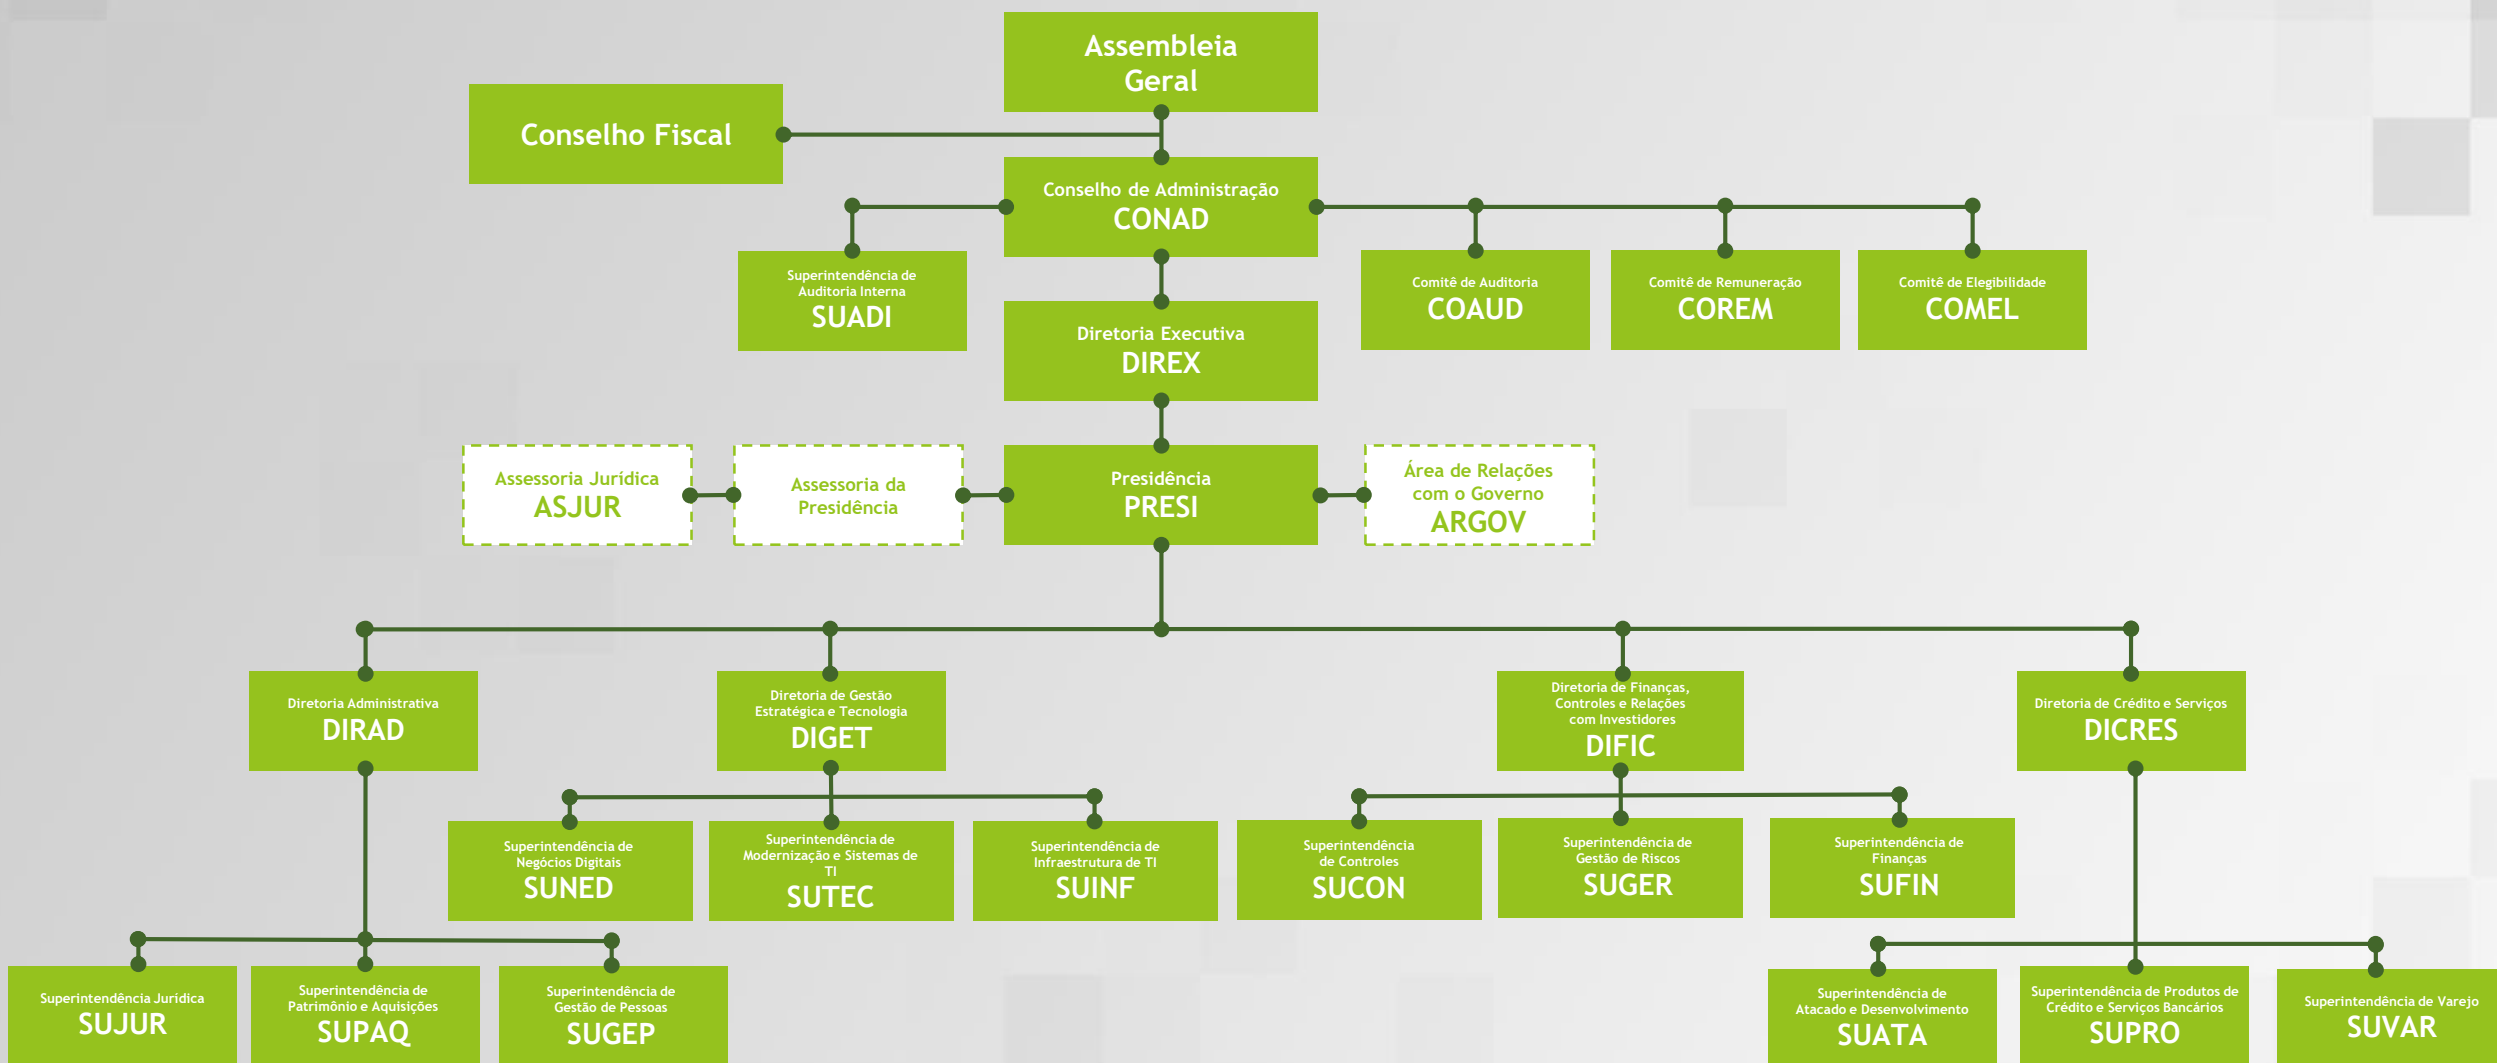 Assembleia
Geral
Conselho Fiscal
Conselho de Administração
CONAD
Superintendência de
Auditoria Interna
SUADI
Comitê de Auditoria
COAUD
Comitê de Remuneração
COREM
Comitê de Elegibilidade
COMEL
Diretoria Executiva
DIREX
Assessoria Jurídica
ASJUR
Assessoria da
Presidência
Presidência
PRESI
Área de Relações
com o Governo
ARGOV
Diretoria Administrativa
DIRAD
Diretoria de Gestão
Estratégica e Tecnologia
DIGET
Diretoria de Finanças,
Controles e Relações
com Investidores
DIFIC
Diretoria de Crédito e Serviços
DICRES
Superintendência de
Negócios Digitais
SUNED
Superintendência de
Modernização e Sistemas de
TI
SUTEC
Superintendência de
Infraestrutura de TI
SUINF
Superintendência
de Controles
SUCON
Superintendência de
Gestão de Riscos
SUGER
Superintendência de
Finanças
SUFIN
Superintendência Jurídica
SUJUR
Superintendência de
Patrimônio e Aquisições
SUPAQ
Superintendência de
Gestão de Pessoas
SUGEP
Superintendência de
Atacado e Desenvolvimento
SUATA
Superintendência de Produtos de
Crédito e Serviços Bancários
SUPRO
Superintendência de Varejo
SUVAR